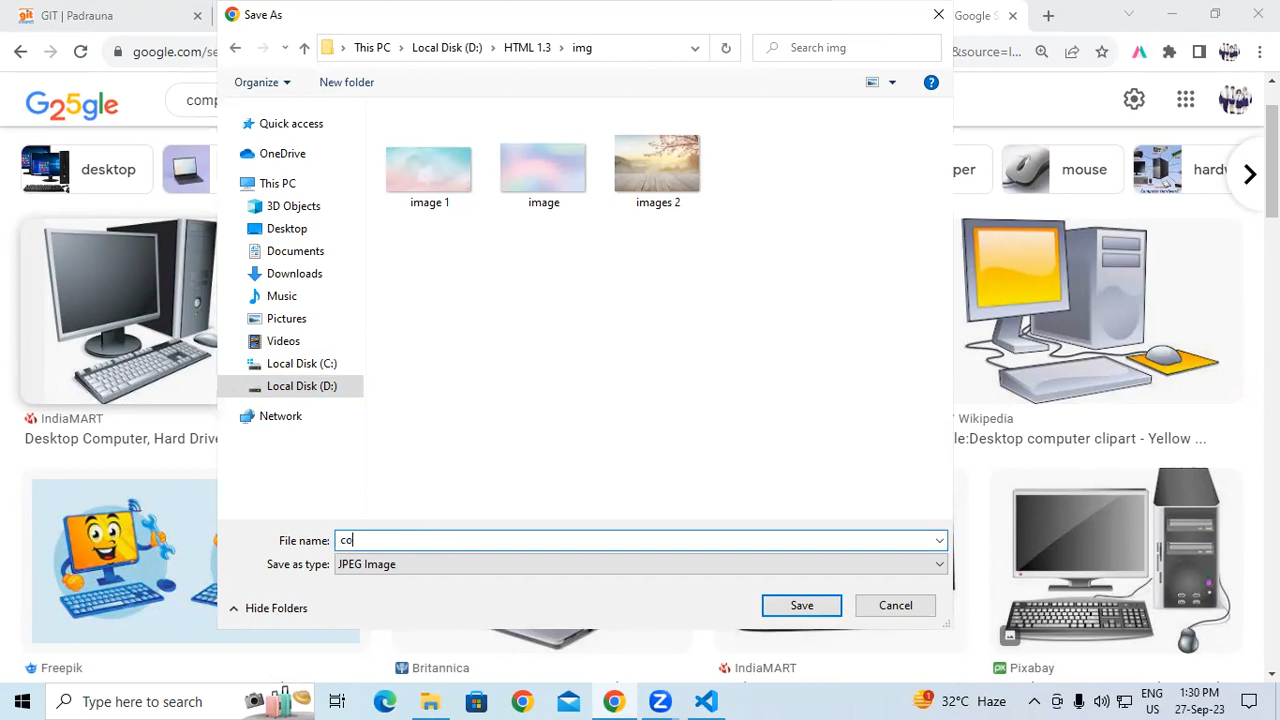 GIT | Padrauna
Save As
Google S
google.com/se
This PC
Local Disk (D:)
HTML 1.3
img
Search img
source=l
Organize
New folder
G25gle
comp
Quick access
OneDrive
This PC
3D Objects
Desktop
Documents
Downloads
Music
Pictures
Videos
Local Disk (C:)
Local Disk (D:)
Network
image 1
image
images 2
desktop
per
mouse
hardw
IndiaMART
Desktop Computer, Hard Drive
Wikipedia
le:Desktop computer clipart - Yellow ...
File name:
co
Save as type:
JPEG Image
Hide Folders
Save
Cancel
Freepik
Britannica
IndiaMART
Pixabay
Type here to search
32°C Haze
ENG
US
1:30 PM
27-Sep-23